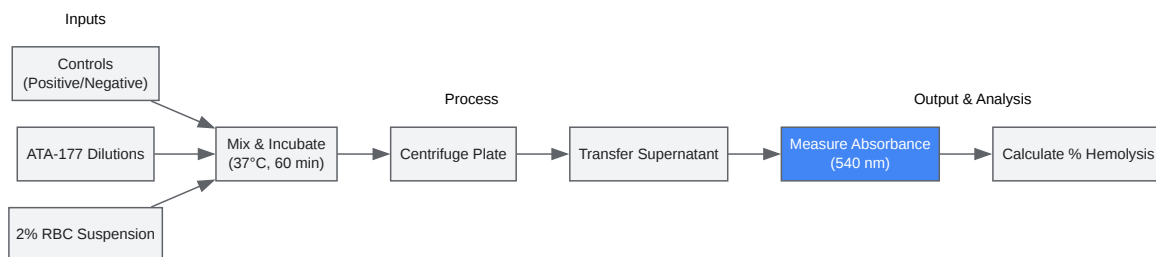 Inputs
Controls
(Positive/Negative)
ATA-177 Dilutions
2% RBC Suspension
Process
Mix & Incubate
(37°C, 60 min)
Centrifuge Plate
Transfer Supernatant
Output & Analysis
Measure Absorbance
(540 nm)
Calculate % Hemolysis